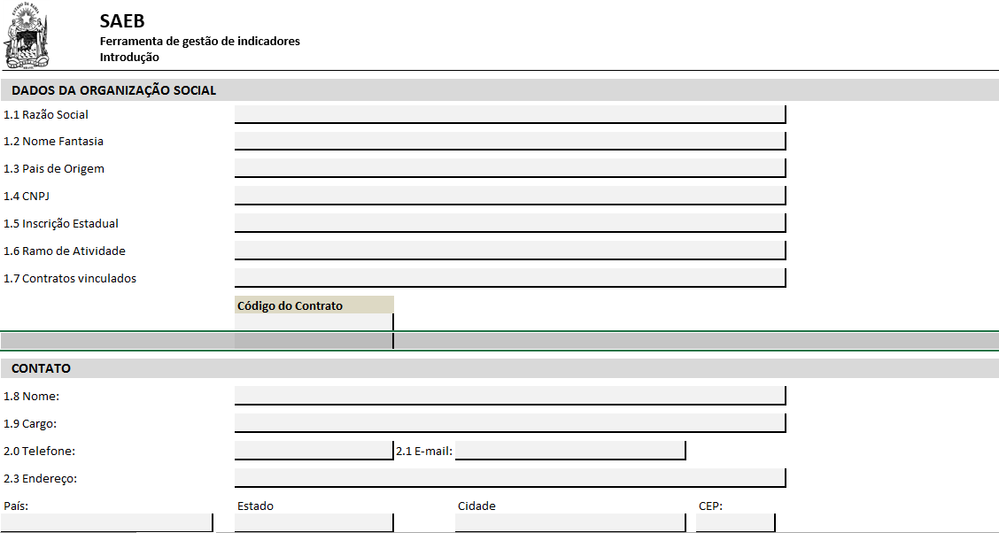 ESTADO DA BAHIA
SAEB
Ferramenta de gestão de indicadores
Introdução
DADOS DA ORGANIZAÇÃO SOCIAL
1.1 Razão Social
1.2 Nome Fantasia
1.3 Pais de Origem
1.4 CNPJ
1.5 Inscrição Estadual
1.6 Ramo de Atividade
1.7 Contratos vinculados
Código do Contrato
CONTATO
1.8 Nome:
1.9 Cargo:
2.0 Telefone: 2.1 E-mail:
2.3 Endereço:
País: Estado Cidade CEP: